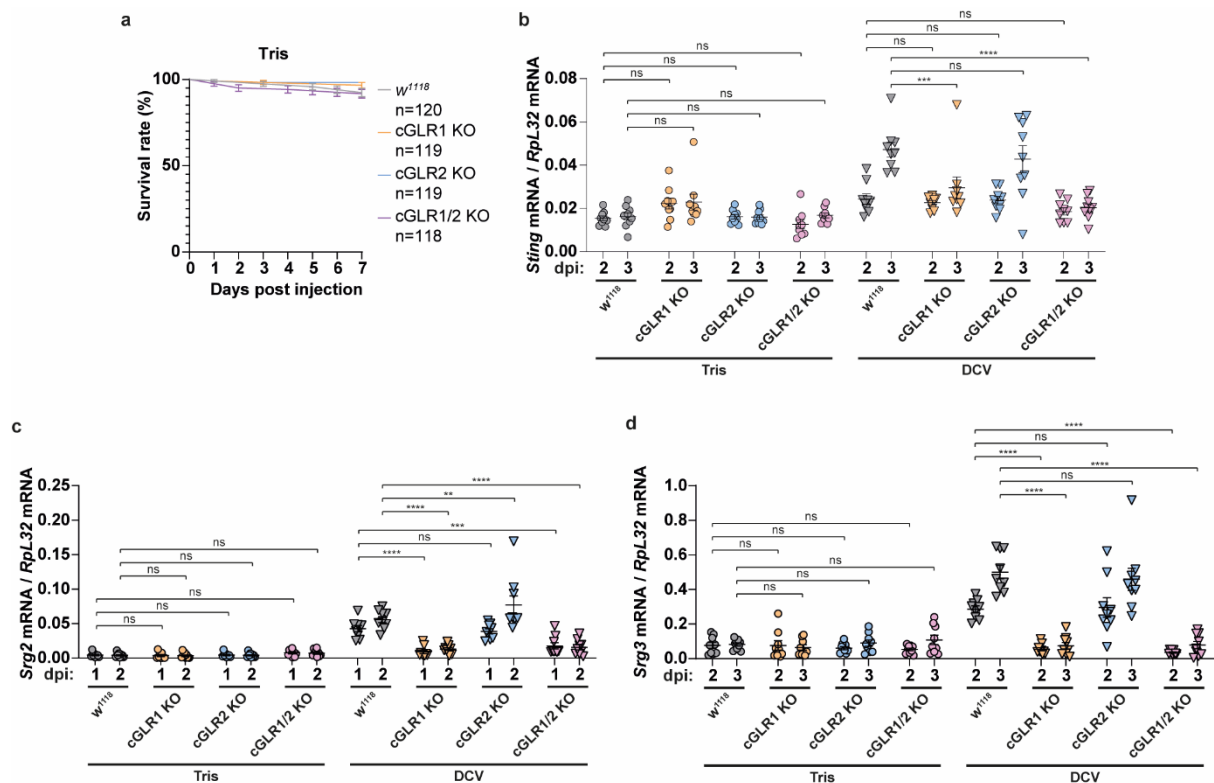 a
Tris
Survival rate (%)
100
50
0
0 1 2 3 4 5 6 7
Days post injection
w1118
n=120
cGLR1 KO
n=119
cGLR2 KO
n=119
cGLR1/2 KO
n=118
b
Sting mRNA / RpL32 mRNA
0.08
0.06
0.04
0.02
0.00
ns
ns
ns
ns
ns
ns
ns
ns
ns
****
ns
***
dpi: 2 3 2 3 2 3 2 3 2 3 2 3 2 3 2 3
w1118 cGLR1 KO cGLR2 KO cGLR1/2 KO w1118 cGLR1 KO cGLR2 KO cGLR1/2 KO
Tris DCV
c
Srg2 mRNA / RpL32 mRNA
0.25
0.20
0.15
0.10
0.05
0.00
ns
ns
ns
ns
ns
ns
****
**
****
***
ns
****
dpi: 1 2 1 2 1 2 1 2 1 2 1 2 1 2 1 2
w1118 cGLR1 KO cGLR2 KO cGLR1/2 KO w1118 cGLR1 KO cGLR2 KO cGLR1/2 KO
Tris DCV
d
Srg3 mRNA / RpL32 mRNA
1.0
0.8
0.6
0.4
0.2
0.0
ns
ns
ns
ns
ns
ns
****
ns
****
****
ns
****
dpi: 2 3 2 3 2 3 2 3 2 3 2 3 2 3 2 3
w1118 cGLR1 KO cGLR2 KO cGLR1/2 KO w1118 cGLR1 KO cGLR2 KO cGLR1/2 KO
Tris DCV